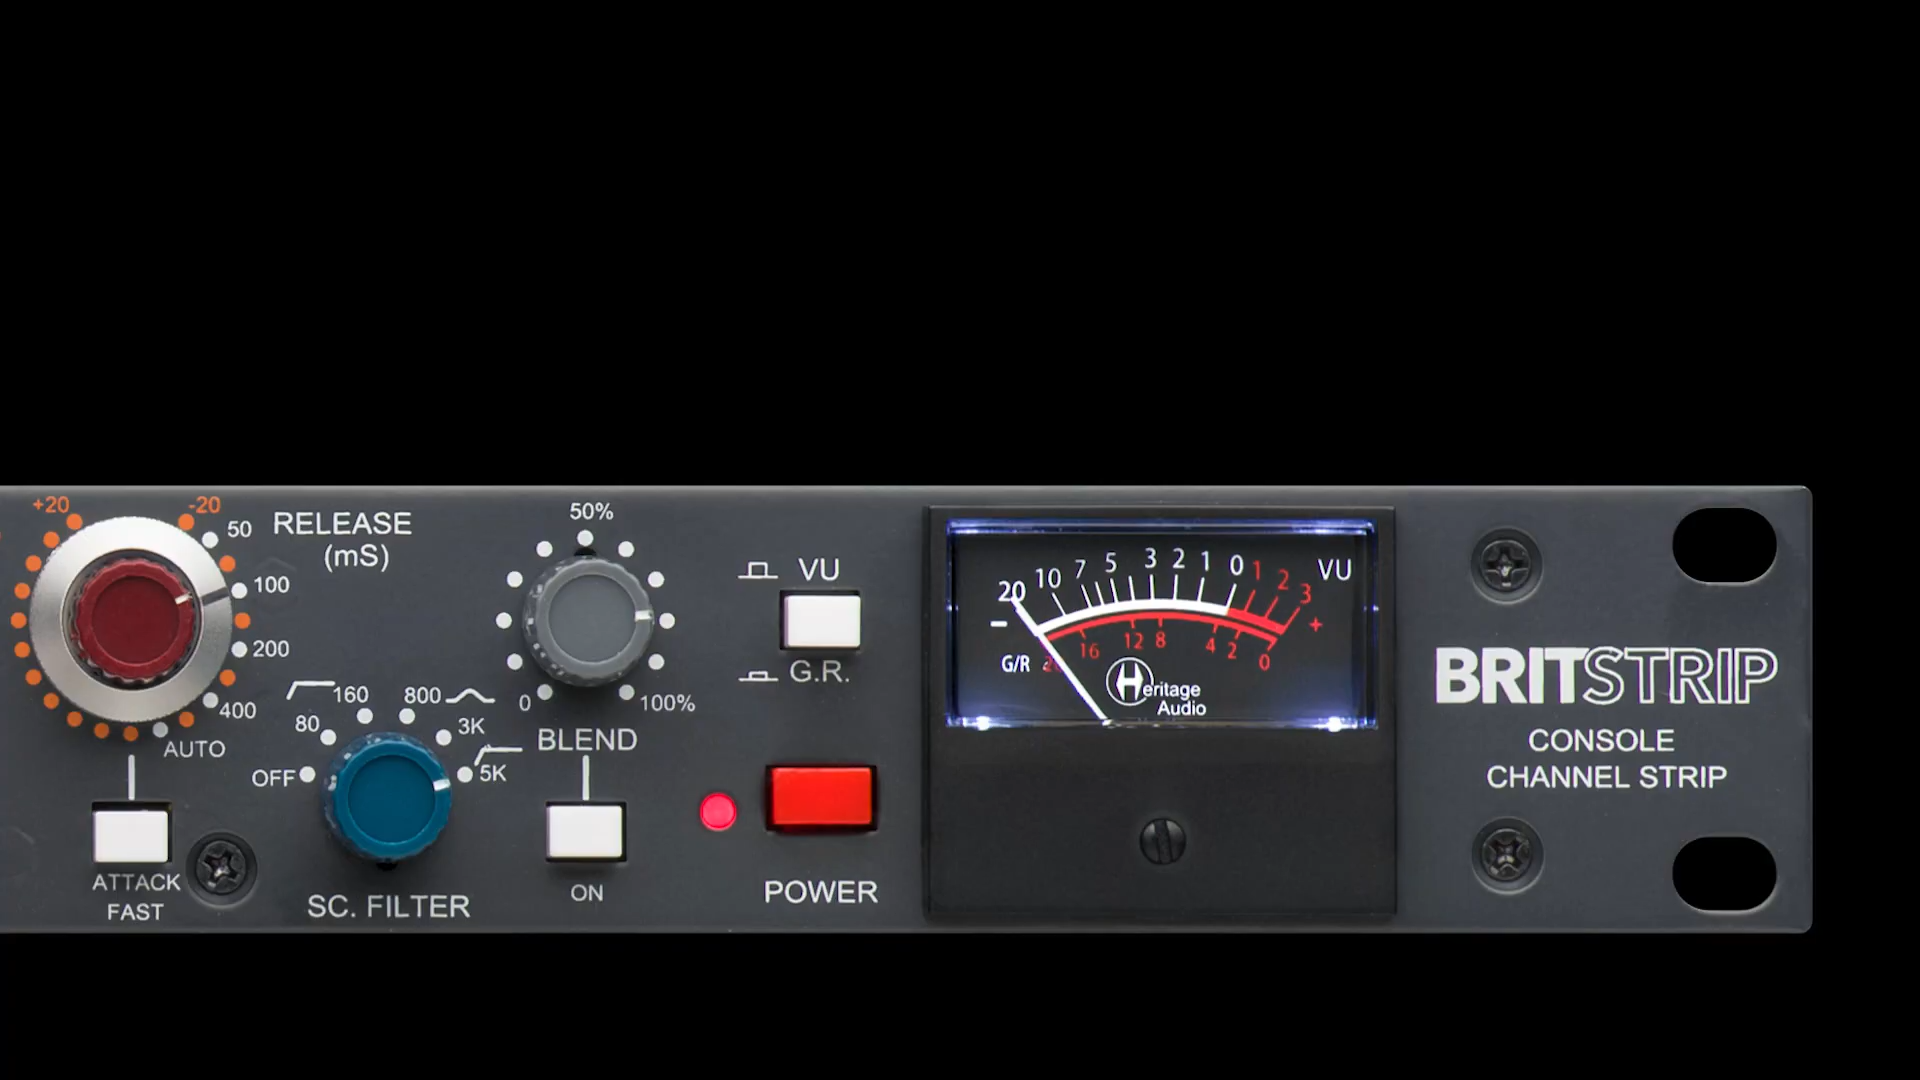 +20
-20
50
RELEASE
(mS)
100
200
400
AUTO
ATTACK
FAST
OFF
80
160
800
3K
5K
SC. FILTER
50%
0
100%
BLEND
ON
VU
G.R.
POWER
20 10 7 5 3 2 1 0 1 2 3 VU
- +
G/R 20 16 12 8 4 2 0
Heritage
Audio
BRITSTRIP
CONSOLE
CHANNEL STRIP